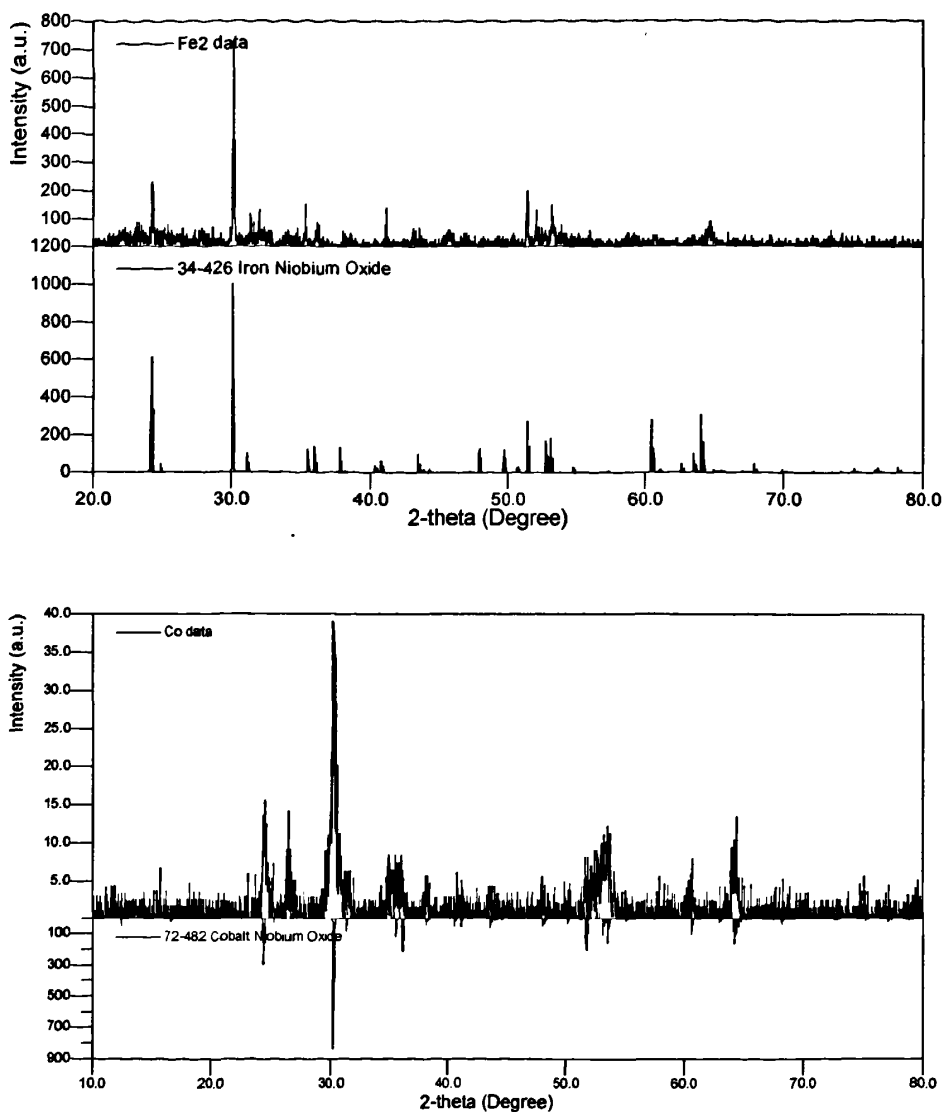 800
Fe2 data
700
600
500
400
300
200
100
Intensity (a.u.)
1200
34-426 Iron Niobium Oxide
1000
800
600
400
200
0
20.0 30.0 40.0 50.0 60.0 70.0 80.0
2-theta (Degree)
40.0
Co data
35.0
30.0
25.0
20.0
15.0
10.0
5.0
Intensity (a.u.)
100
72-482 Cobalt Niobium Oxide
300
500
700
900
10.0 20.0 30.0 40.0 50.0 60.0 70.0 80.0
2-theta (Degree)